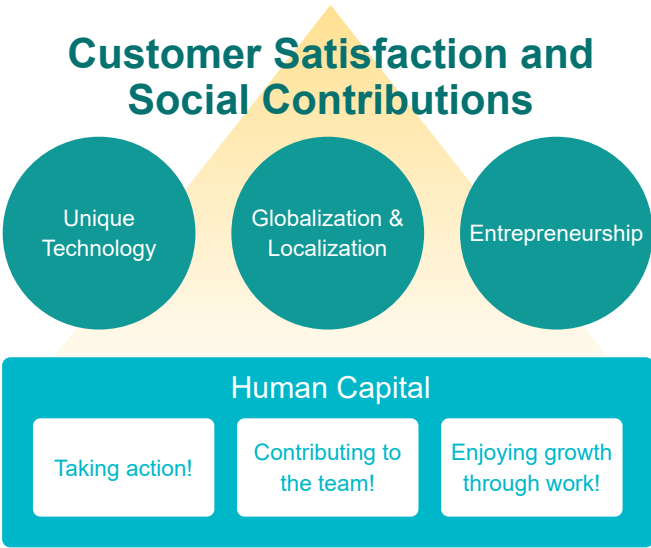 Customer Satisfaction and
Social Contributions
Unique
Technology
Globalization &
Localization
Entrepreneurship
Human Capital
Taking action!
Contributing to
the team!
Enjoying growth
through work!